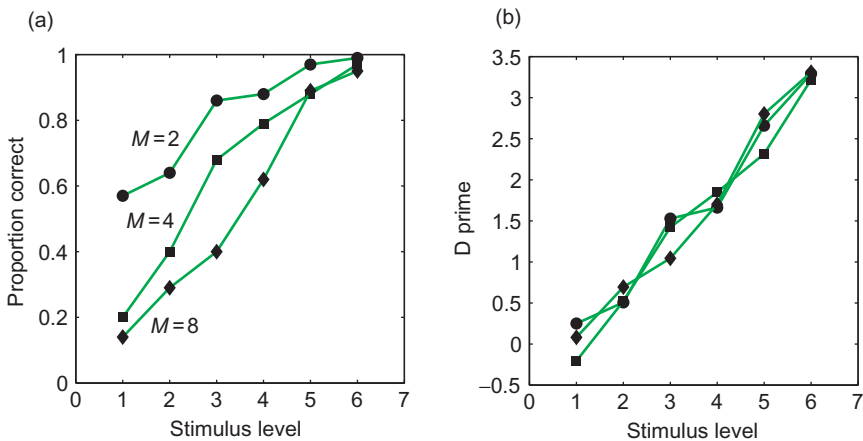 (a)
Proportion correct
1
0.8
0.6
0.4
0.2
0
M=2
M=4
M=8
0 1 2 3 4 5 6 7
Stimulus level
(b)
D prime
3.5
3
2.5
2
1.5
1
0.5
0
–0.5
0 1 2 3 4 5 6 7
Stimulus level